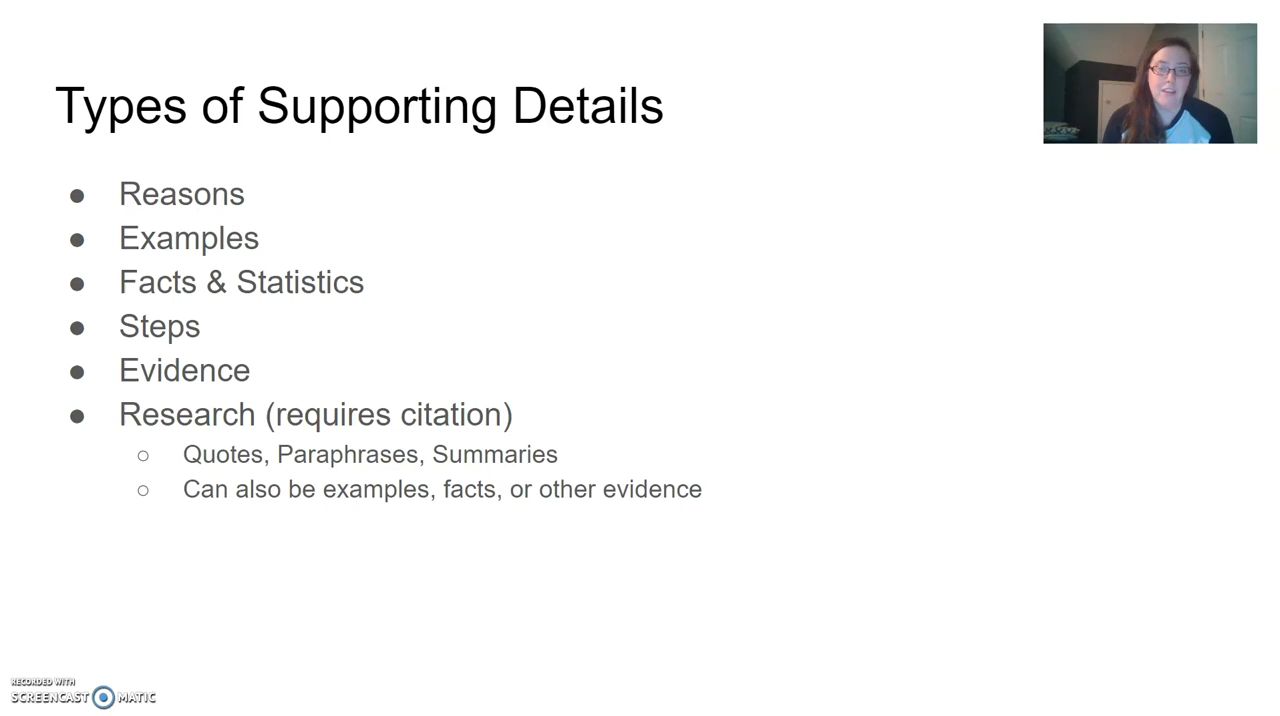 Types of Supporting Details
● Reasons
● Examples
● Facts & Statistics
● Steps
● Evidence
● Research (requires citation)
○ Quotes, Paraphrases, Summaries
○ Can also be examples, facts, or other evidence
RECORDED WITH
SCREENCAST MATIC